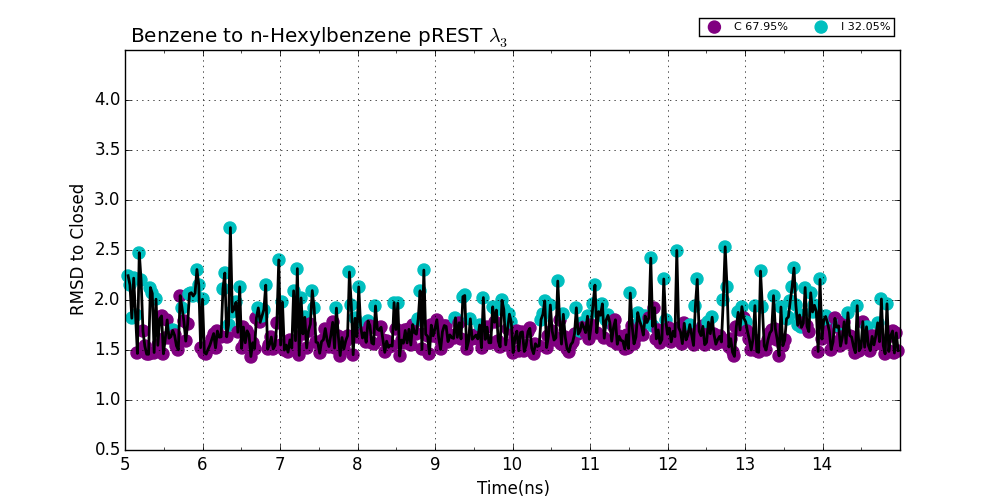 Benzene to n-Hexylbenzene pREST λ₃
C 67.95%
I 32.05%
RMSD to Closed
4.0
3.5
3.0
2.5
2.0
1.5
1.0
0.5
5 6 7 8 9 10 11 12 13 14
Time(ns)